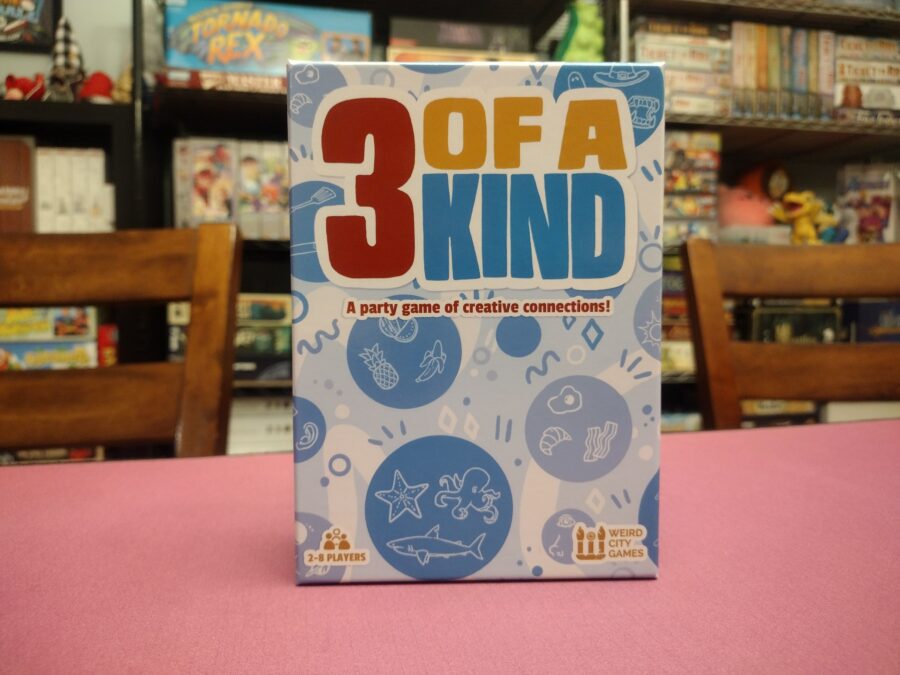 TORNADO
REX
3 OF A
KIND
A party game of creative connections!
2-8 PLAYERS
WEIRD
CITY
GAMES